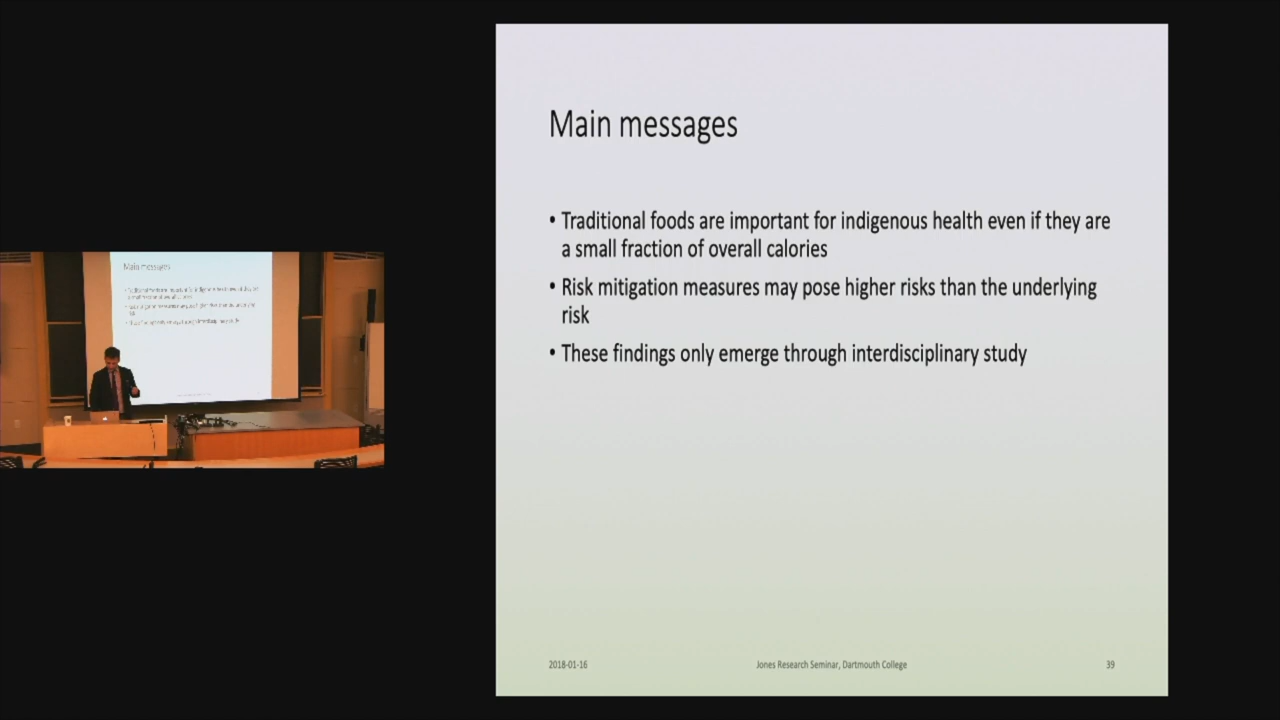 Main messages
• Traditional foods are important for indigenous health even if they are
a small fraction of overall calories
• Risk mitigation measures may pose higher risks than the underlying
risk
• These findings only emerge through interdisciplinary study
2018-01-16
Jones Research Seminar, Dartmouth College
39
Main messages